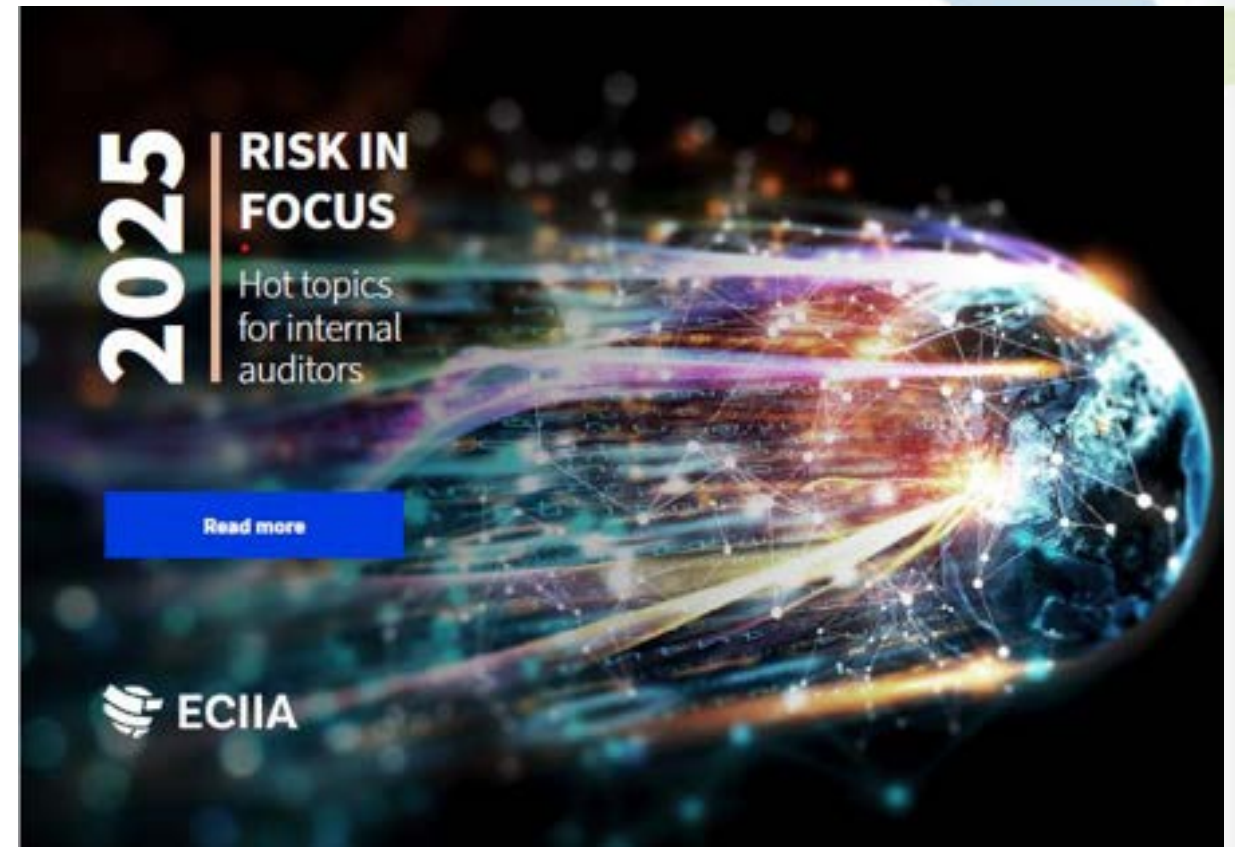 2025
RISK IN
FOCUS
Hot topics
for internal
auditors
Read more
ECIIA